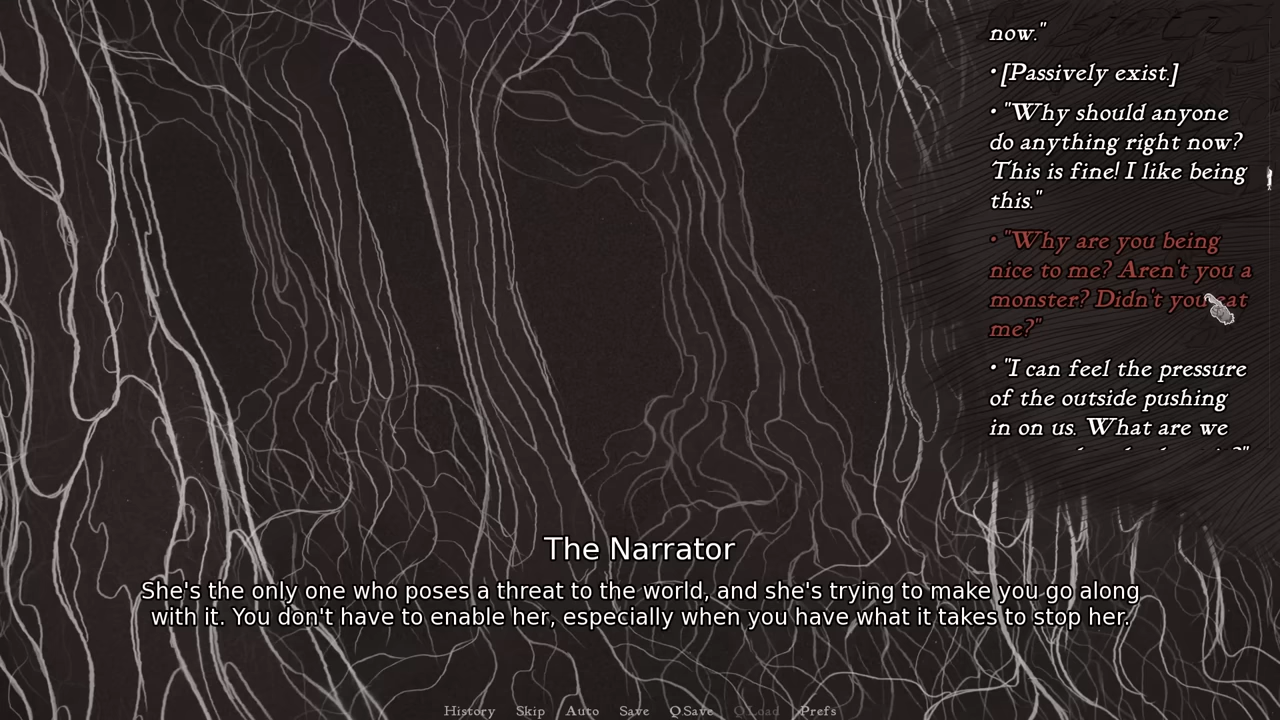 now."
• [Passively exist.]
• "Why should anyone
do anything right now?
This is fine! I like being
this."
• "Why are you being
nice to me? Aren't you a
monster? Didn't you eat
me?"
• "I can feel the pressure
of the outside pushing
in on us. What are we
The Narrator
She's the only one who poses a threat to the world, and she's trying to make you go along
with it. You don't have to enable her, especially when you have what it takes to stop her.
History Skip Auto Save Q.Save Q.Load Prefs